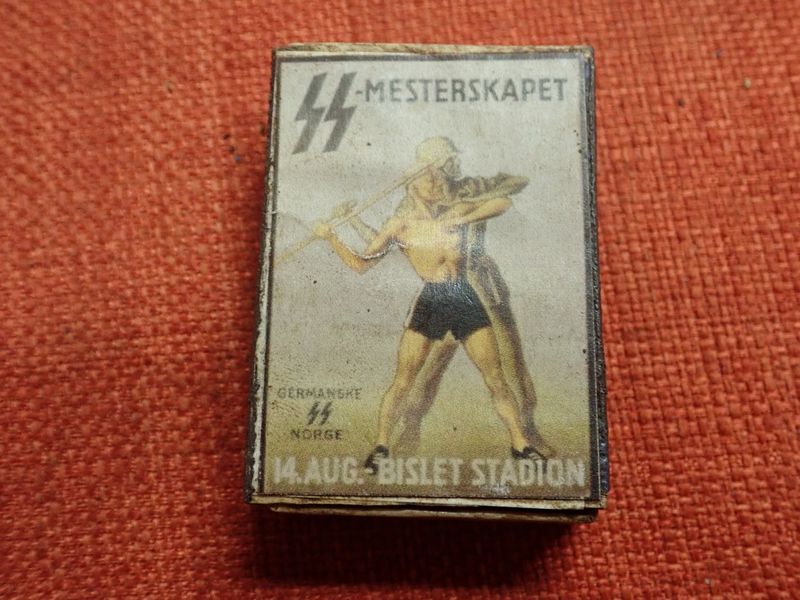 SS-MESTERSKAPET
GERMANSKE
SS
NORGE
14. AUG.-BISLET STADION